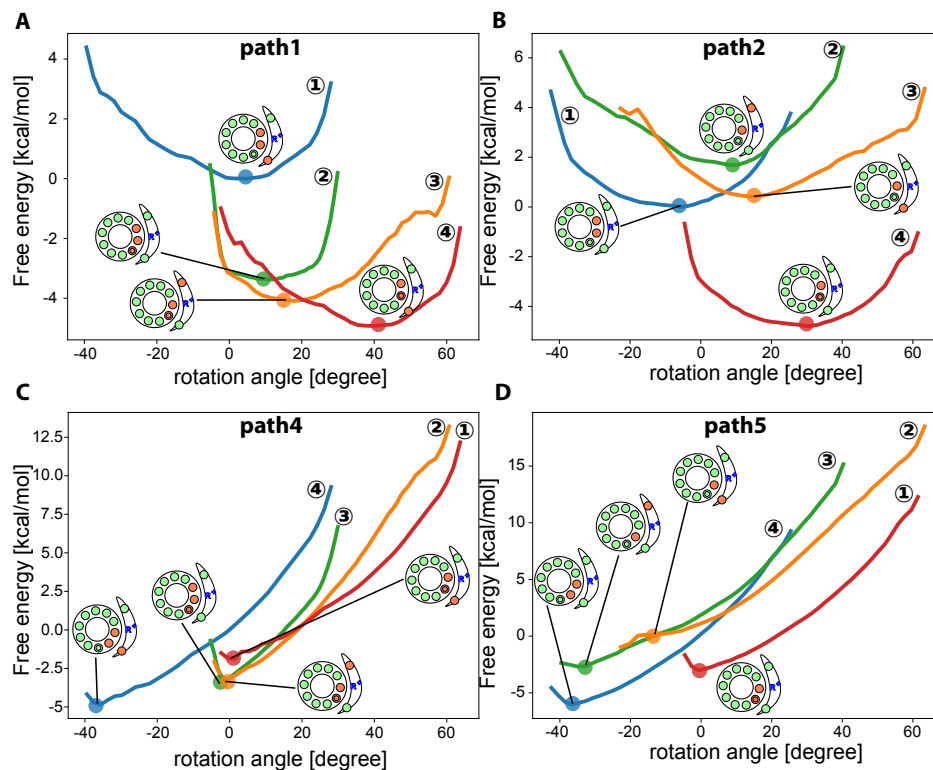 A
path1
Free energy [kcal/mol]
4
2
0
-2
-4
-40
-20
0
20
40
60
rotation angle [degree]
①
②
③
④
R⁺
R⁺
R⁺
R⁺
B
path2
Free energy [kcal/mol]
6
4
2
0
-2
-4
-40
-20
0
20
40
60
rotation angle [degree]
①
②
③
④
R⁺
R⁺
R⁺
R⁺
C
path4
Free energy [kcal/mol]
12.5
10.0
7.5
5.0
2.5
0.0
-2.5
-5
-40
-20
0
20
40
60
rotation angle [degree]
②
①
④
③
R⁺
R⁺
R⁺
R⁺
D
path5
Free energy [kcal/mol]
15
10
5
0
-5
-40
-20
0
20
40
60
rotation angle [degree]
②
③
①
④
R⁺
R⁺
R⁺
R⁺